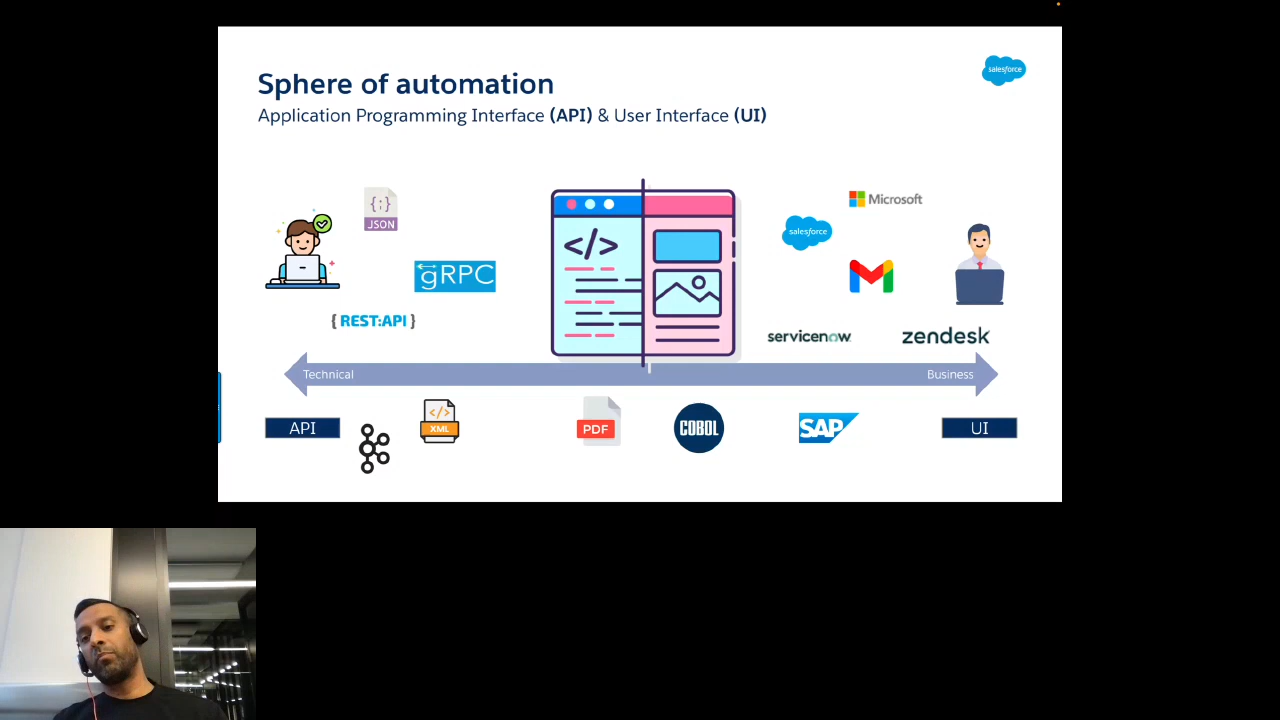 Sphere of automation
salesforce
Application Programming Interface (API) & User Interface (UI)
{;}
JSON
gRPC
{ REST:API }
</>
Microsoft
salesforce
servicenow
zendesk
Technical
Business
API
</>
XML
PDF
COBOL
SAP
UI